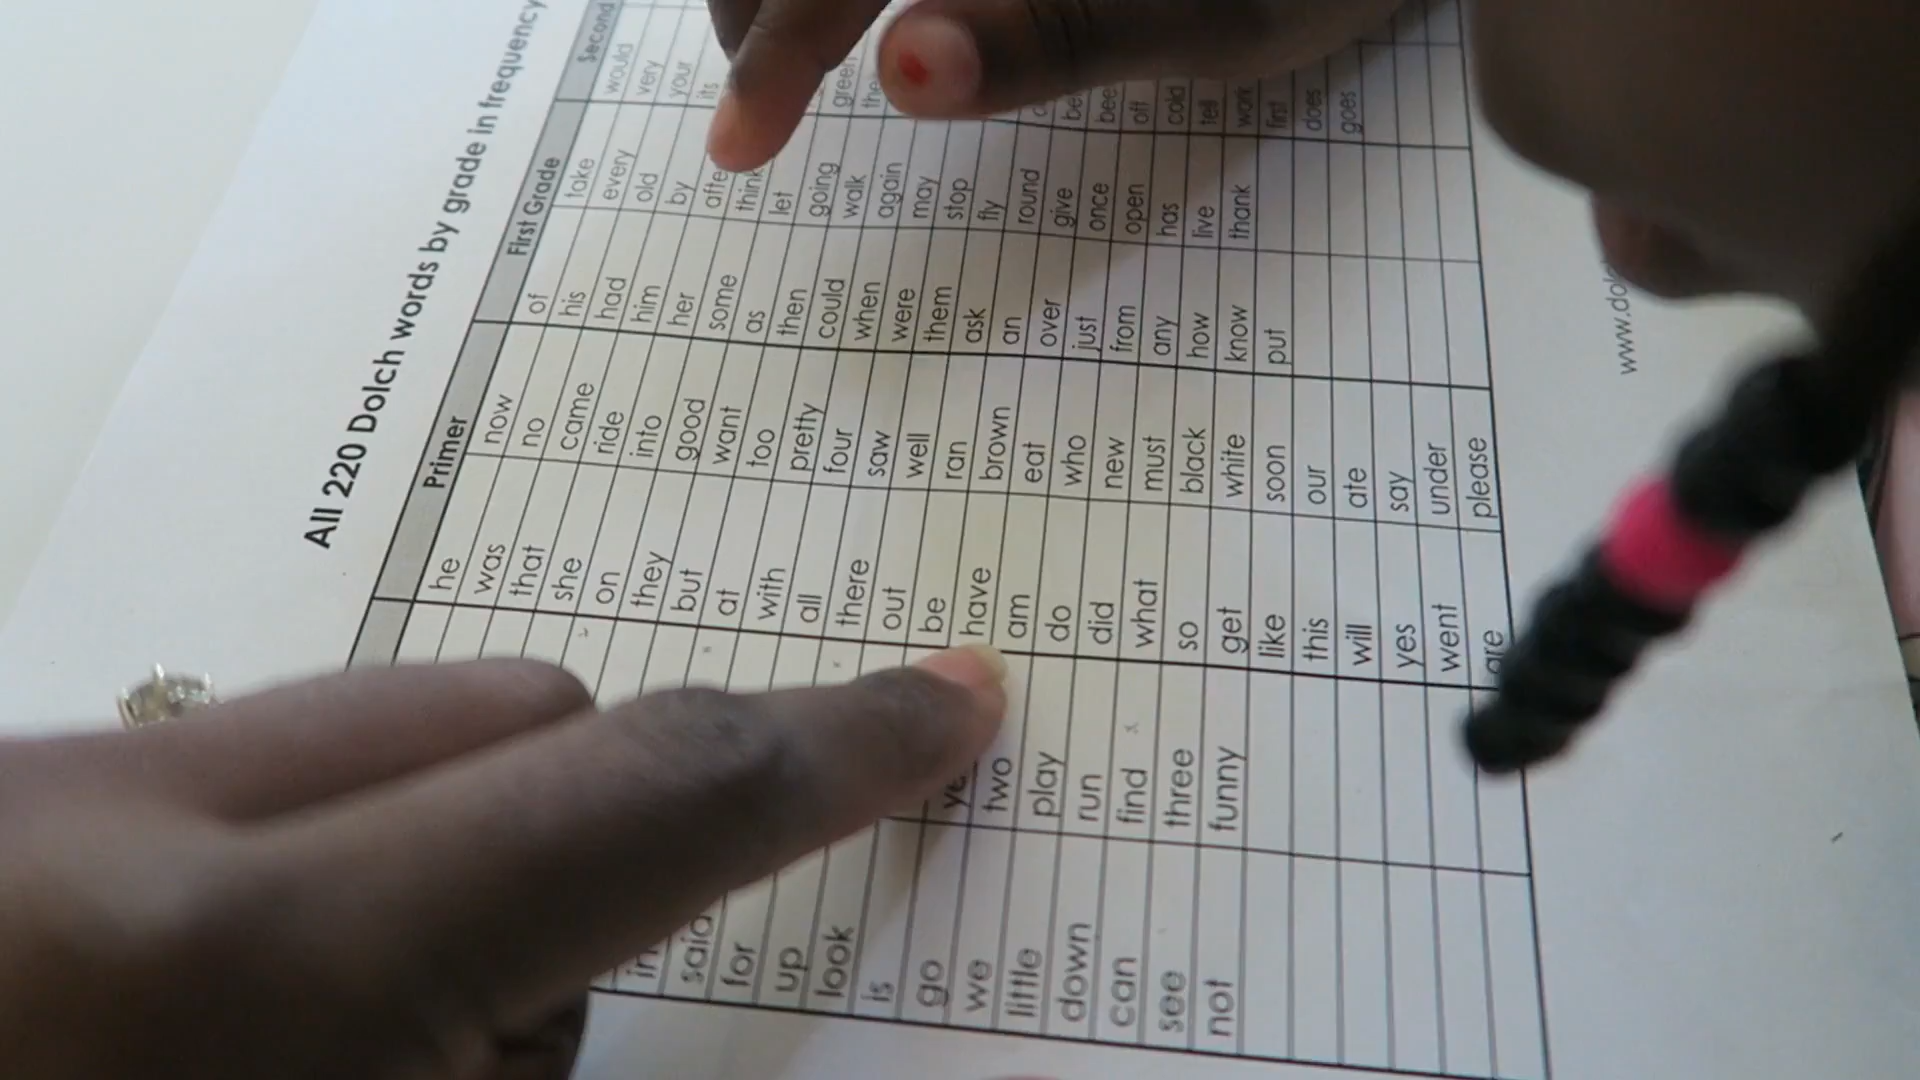 All 220 Dolch words by grade in frequency
Primer First Grade Second
he now of take would
was no his every very
that came had old your
she ride him by its
on into her
they good some think
but want as let
at too then going green
with pretty could walk
all four when again
there saw were may
out well them stop
be ran ask fly
have brown an round
am eat over give
do who just once
did new from open off
what must any has cold
so black how live tell
get white know thank work
like soon put first
this our does
will ate goes
yes say
went under
are please
said
for
up
look
is
go
we two
little play
down run
can find
see three
not funny